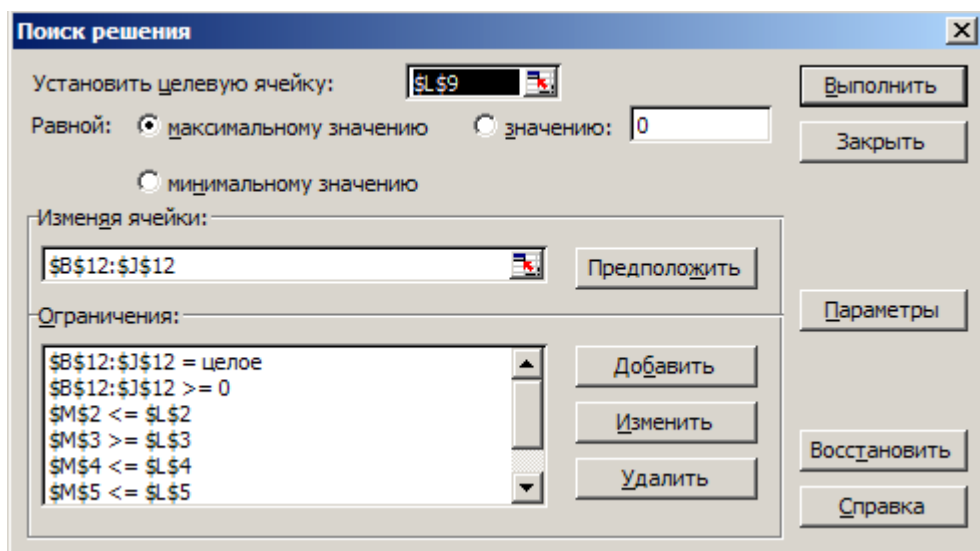 Поиск решения
Установить целевую ячейку: $L$9 Выполнить
Равной: максимальному значению значению: 0 Закрыть
минимальному значению
Изменяя ячейки:
$B$12:$J$12 Предположить
Параметры
Ограничения:
$B$12:$J$12 = целое Добавить
$B$12:$J$12 >= 0
$M$2 <= $L$2 Изменить
$M$3 >= $L$3
$M$4 <= $L$4 Восстановить
$M$5 <= $L$5 Удалить
Справка